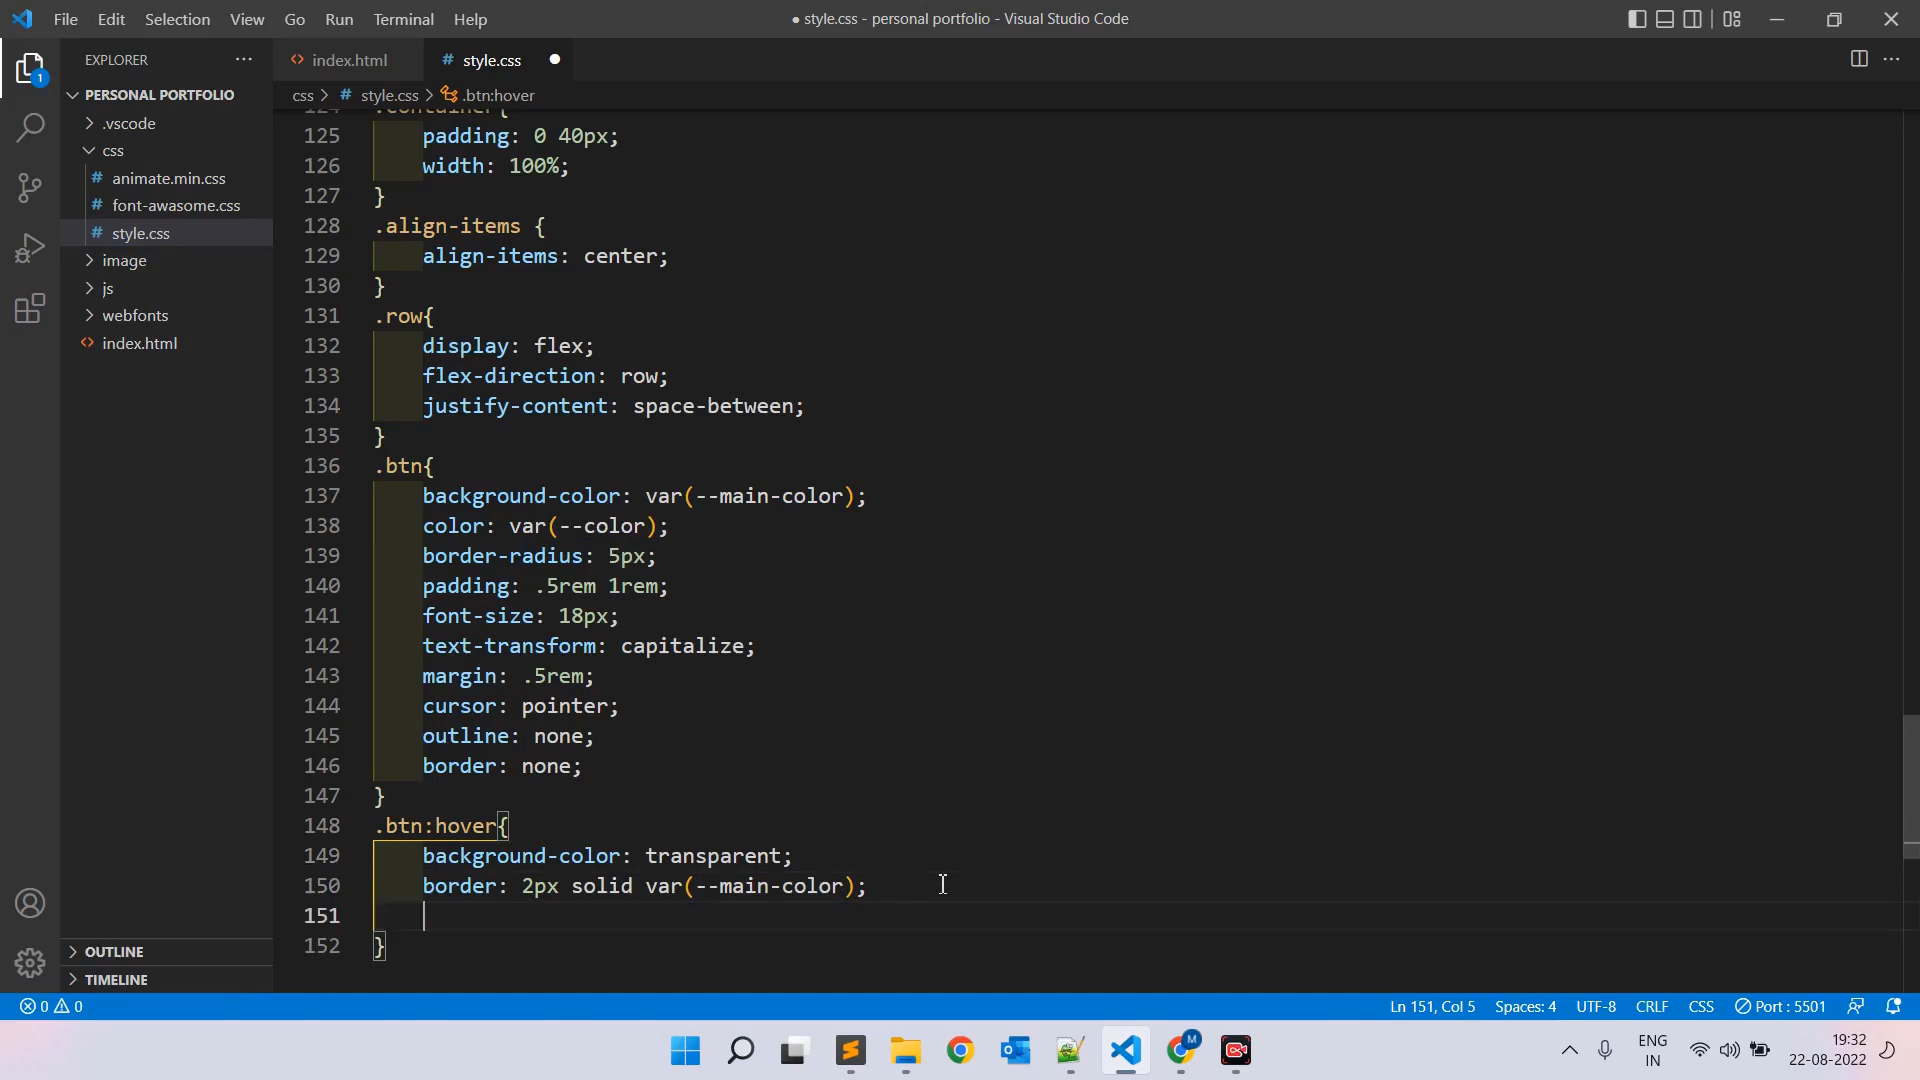 File Edit Selection View Go Run Terminal Help
● style.css - personal portfolio - Visual Studio Code
EXPLORER
index.html
# style.css
css > # style.css > .btn:hover
1
PERSONAL PORTFOLIO
.vscode
css
# animate.min.css
# font-awasome.css
# style.css
image
js
webfonts
index.html
OUTLINE
TIMELINE
124 .container{
125 padding: 0 40px;
126 width: 100%;
127 }
128 .align-items {
129 align-items: center;
130 }
131 .row{
132 display: flex;
133 flex-direction: row;
134 justify-content: space-between;
135 }
136 .btn{
137 background-color: var(--main-color);
138 color: var(--color);
139 border-radius: 5px;
140 padding: .5rem 1rem;
141 font-size: 18px;
142 text-transform: capitalize;
143 margin: .5rem;
144 cursor: pointer;
145 outline: none;
146 border: none;
147 }
148 .btn:hover{
149 background-color: transparent;
150 border: 2px solid var(--main-color);
151
152 }
0 0
Ln 151, Col 5 Spaces: 4 UTF-8 CRLF CSS Port : 5501
M
ENG
IN
19:32
22-08-2022